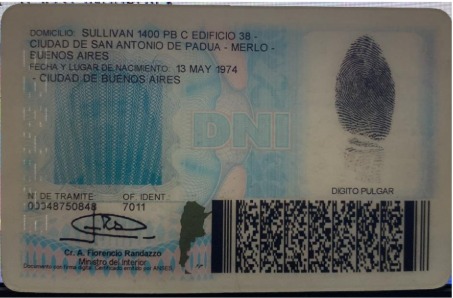 DOMICILIO: SULLIVAN 1400 PB C EDIFICIO 38 -
CIUDAD DE SAN ANTONIO DE PADUA - MERLO -
BUENOS AIRES
FECHA Y LUGAR DE NACIMIENTO: 13 MAY 1974
- CIUDAD DE BUENOS AIRES
DNI
DIGITO PULGAR
N. DE TRAMITE: OF. IDENT.:
00348750848 7011
Cr. A. Florencio Randazzo
Ministro del Interior